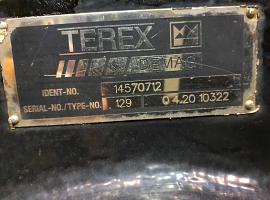 TEREX
DEMAG
IDENT-NO. 14570712
SERIAL-NO./TYPE-NO. 129 04.20 10322